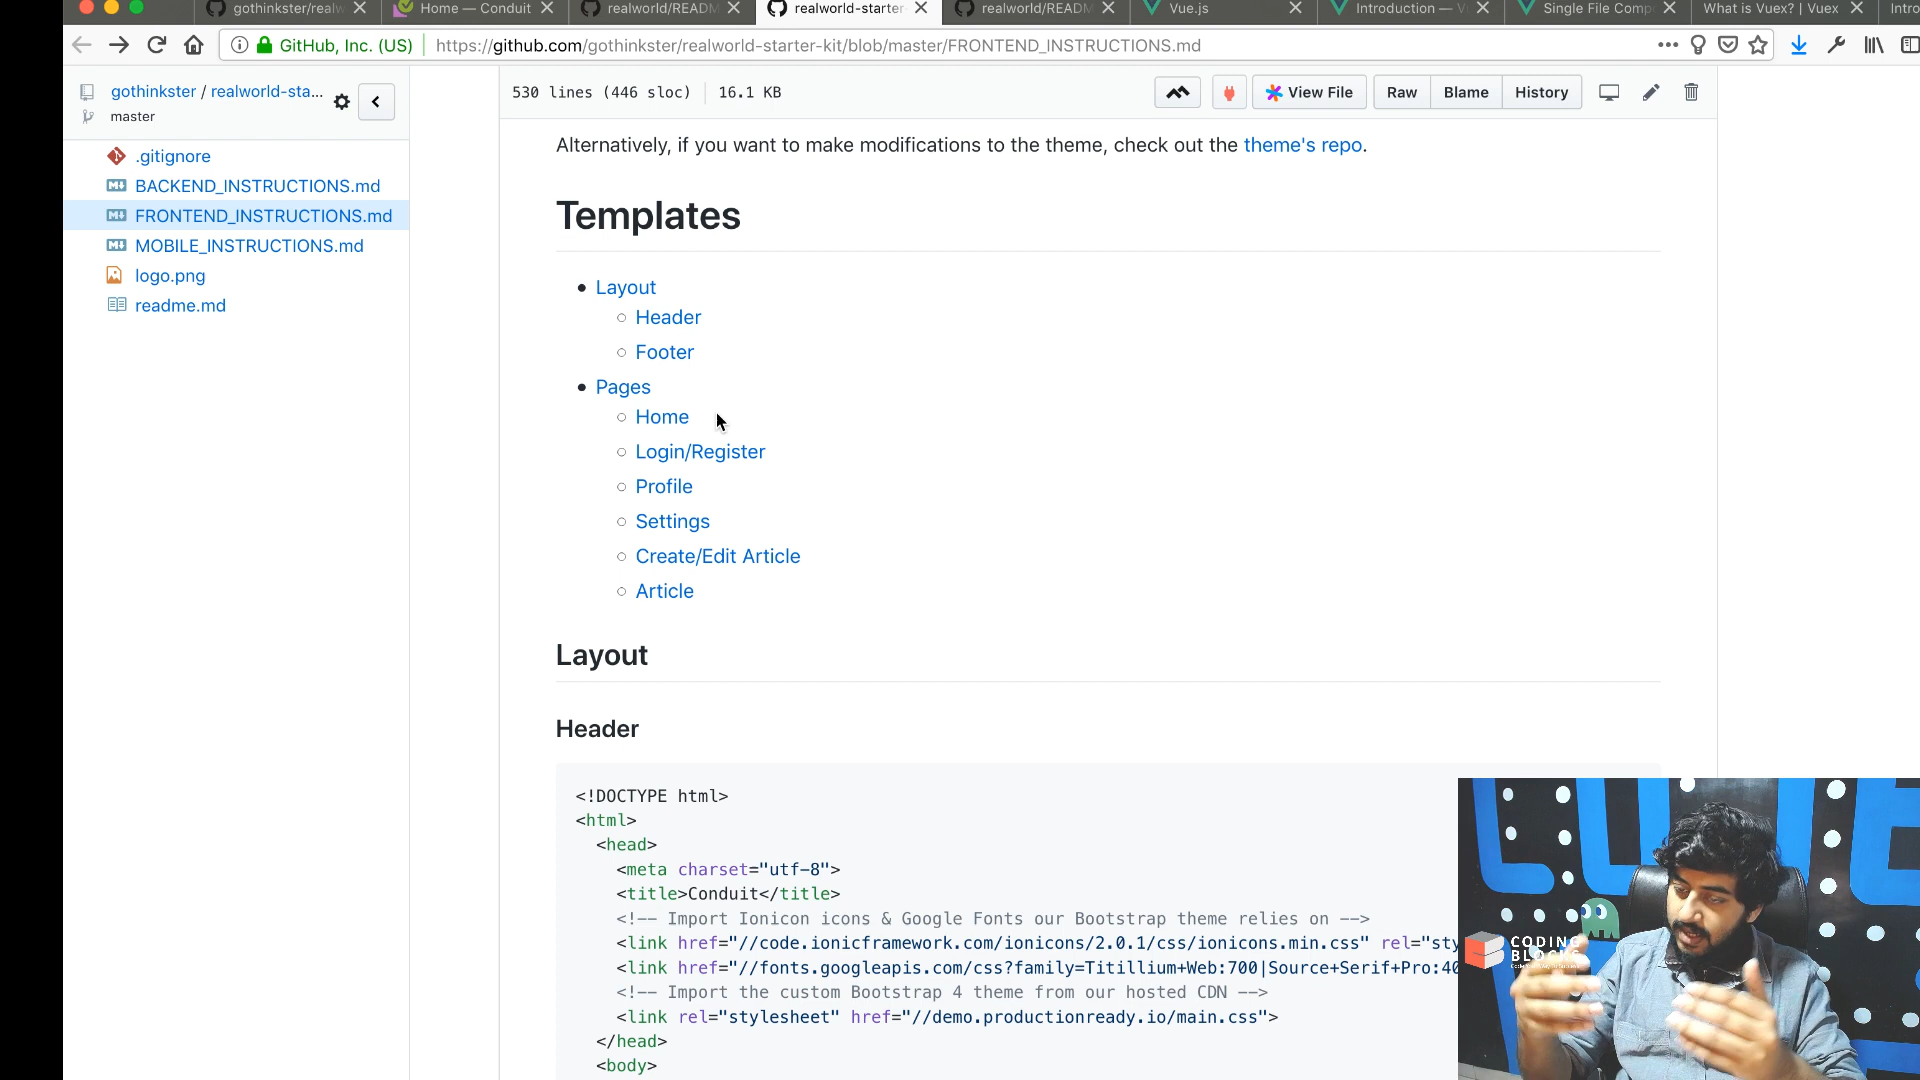 gothinkster/realw
Home — Conduit
realworld/READM
realworld-starter-
realworld/READM
Vue.js
Introduction — V
Single File Compo
What is Vuex? | Vuex
Intro
GitHub, Inc. (US)
https://github.com/gothinkster/realworld-starter-kit/blob/master/FRONTEND_INSTRUCTIONS.md
gothinkster / realworld-sta...
master
.gitignore
BACKEND_INSTRUCTIONS.md
FRONTEND_INSTRUCTIONS.md
MOBILE_INSTRUCTIONS.md
logo.png
readme.md
530 lines (446 sloc)
16.1 KB
View File
Raw
Blame
History
Alternatively, if you want to make modifications to the theme, check out the theme's repo.
Templates
Layout
Header
Footer
Pages
Home
Login/Register
Profile
Settings
Create/Edit Article
Article
Layout
Header
<!DOCTYPE html>
<html>
<head>
<meta charset="utf-8">
<title>Conduit</title>
<!-- Import Ionicon icons & Google Fonts our Bootstrap theme relies on -->
<link href="//code.ionicframework.com/ionicons/2.0.1/css/ionicons.min.css" rel="sty
<link href="//fonts.googleapis.com/css?family=Titillium+Web:700|Source+Serif+Pro:40
<!-- Import the custom Bootstrap 4 theme from our hosted CDN -->
<link rel="stylesheet" href="//demo.productionready.io/main.css">
</head>
<body>
CODING
BLOCKS